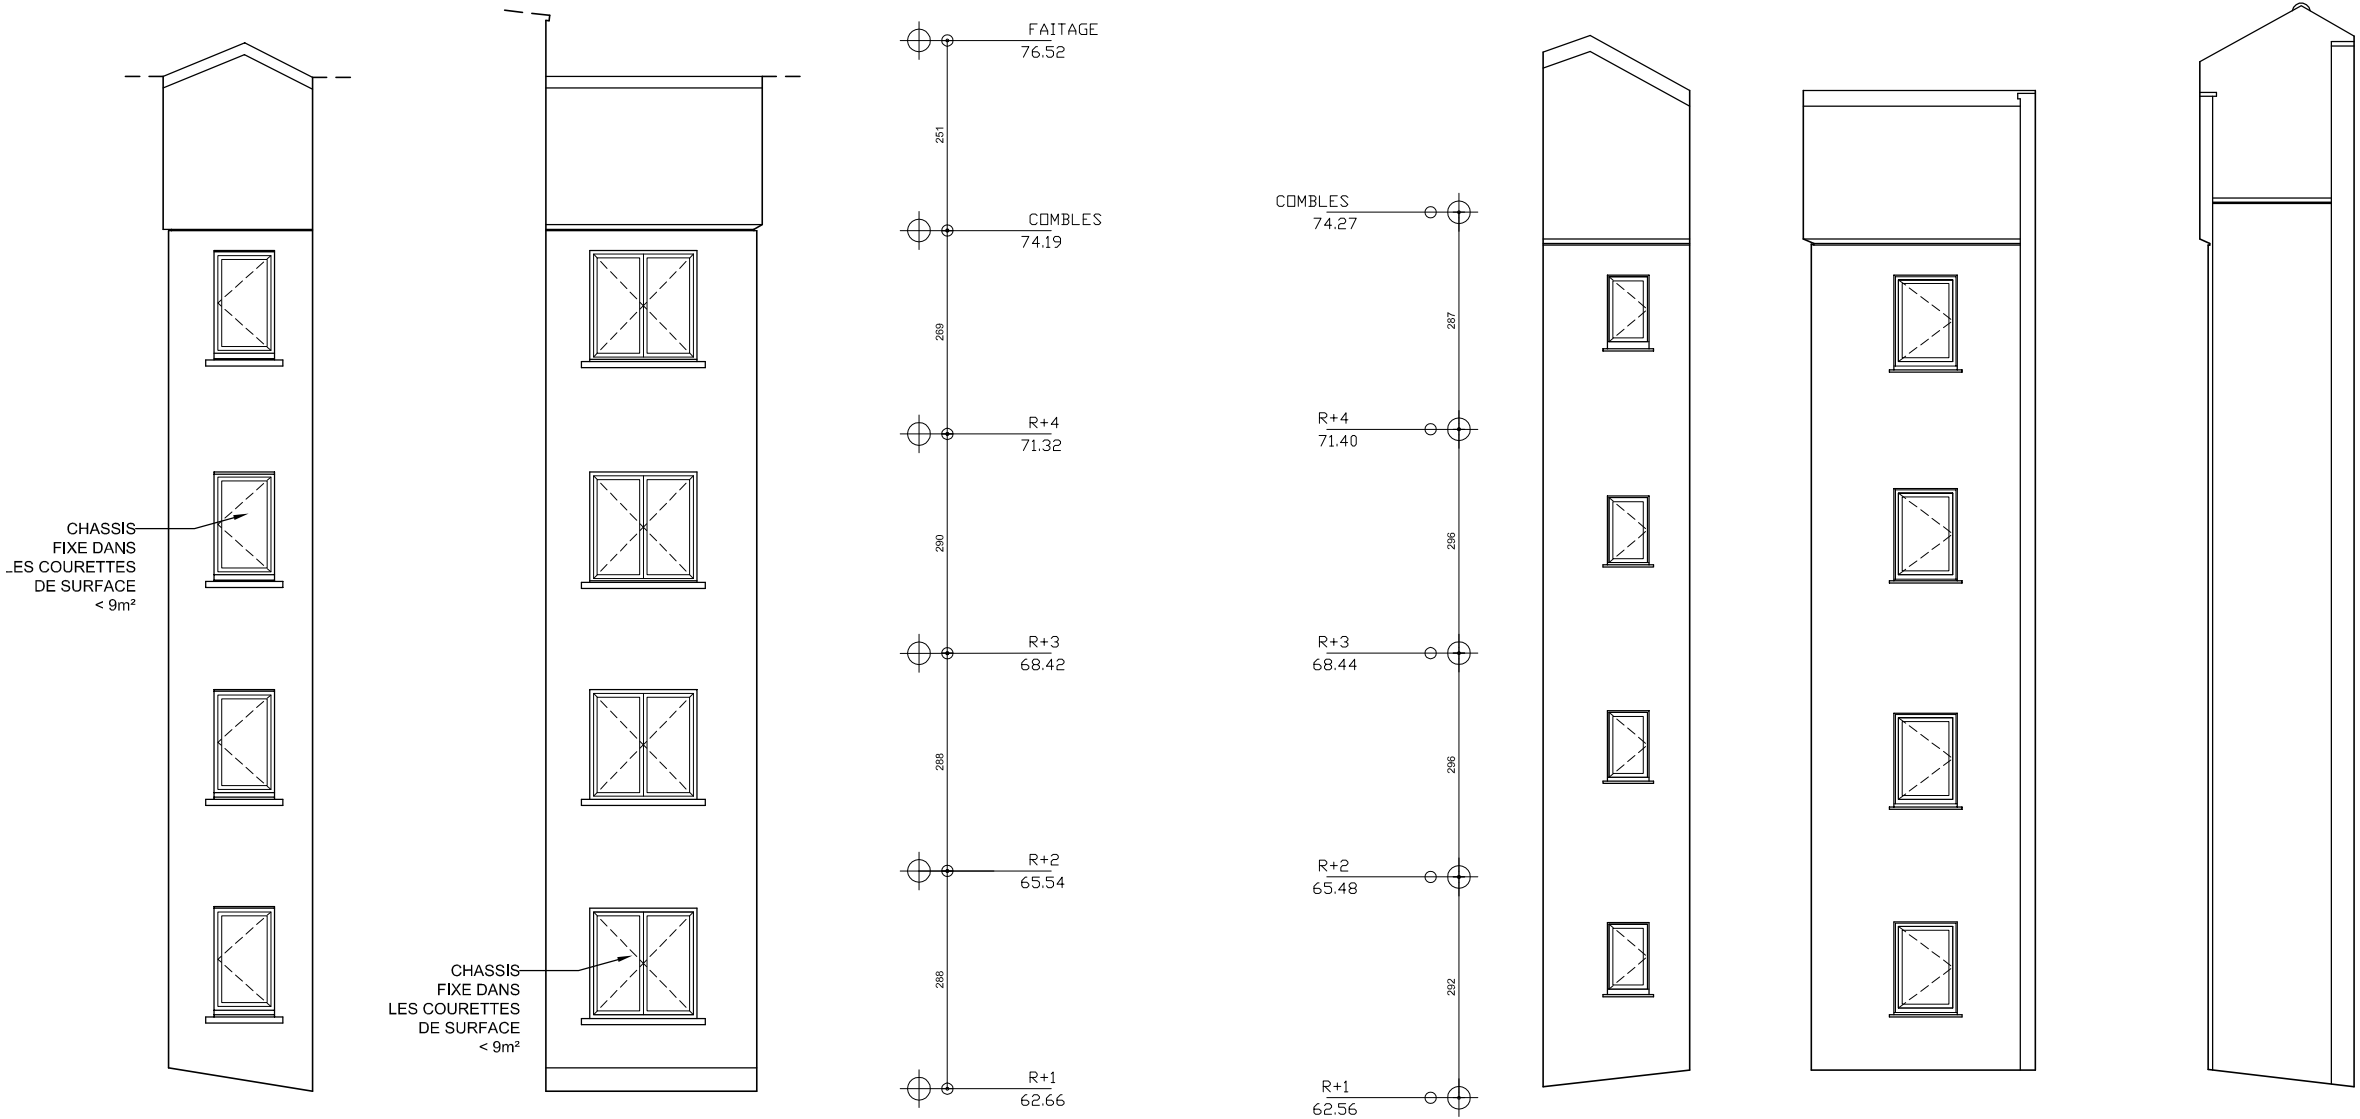 CHASSIS
FIXE DANS
LES COURETTES
DE SURFACE
< 9m²
CHASSIS
FIXE DANS
LES COURETTES
DE SURFACE
< 9m²
FAITAGE
76.52
251
COMBLES
74.19
269
R+4
71.32
290
R+3
68.42
288
R+2
65.54
288
R+1
62.66
COMBLES
74.27
287
R+4
71.40
296
R+3
68.44
296
R+2
65.48
292
R+1
62.56